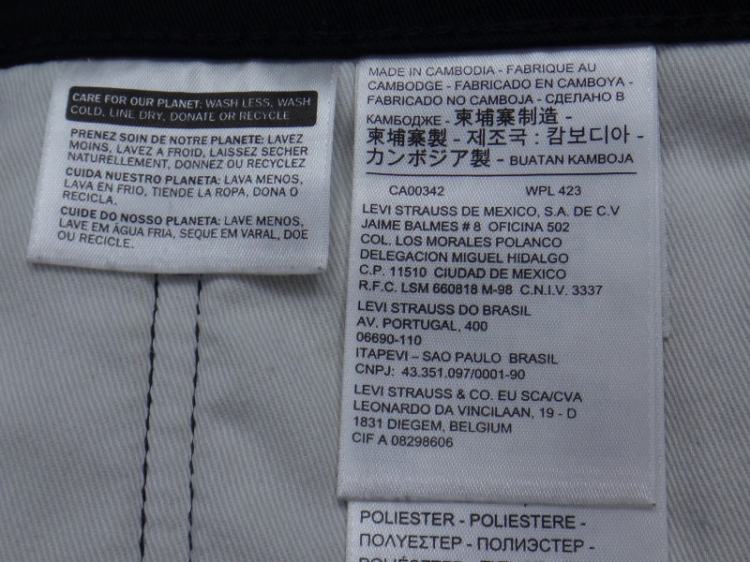 CARE FOR OUR PLANET: WASH LESS, WASH
COLD, LINE DRY, DONATE OR RECYCLE
PRENEZ SOIN DE NOTRE PLANETE: LAVEZ
MOINS, LAVEZ A FROID, LAISSEZ SECHER
NATURELLEMENT, DONNEZ OU RECYCLEZ
CUIDA NUESTRO PLANETA: LAVA MENOS,
LAVA EN FRIO, TIENDE LA ROPA, DONA O
RECICLA.
CUIDE DO NOSSO PLANETA: LAVE MENOS,
LAVE EM ÁGUA FRIA, SEQUE EM VARAL, DOE
OU RECICLE.
MADE IN CAMBODIA - FABRIQUE AU
CAMBODGE - FABRICADO EN CAMBOYA -
FABRICADO NO CAMBOJA - СДЕЛАНО В
КАМБОДЖЕ - 柬埔寨制造 -
柬埔寨製 - 제조국 : 캄보디아 -
カンボジア製 - BUATAN KAMBOJA
CA00342 WPL 423
LEVI STRAUSS DE MEXICO, S.A. DE C.V
JAIME BALMES # 8 OFICINA 502
COL. LOS MORALES POLANCO
DELEGACION MIGUEL HIDALGO
C.P. 11510 CIUDAD DE MEXICO
R.F.C. LSM 660818 M-98 C.N.I.V. 3337
LEVI STRAUSS DO BRASIL
AV. PORTUGAL, 400
06690-110
ITAPEVI – SAO PAULO BRASIL
CNPJ: 43.351.097/0001-90
LEVI STRAUSS & CO. EU SCA/CVA
LEONARDO DA VINCILAAN, 19 - D
1831 DIEGEM, BELGIUM
CIF A 08298606
POLIESTER - POLIESTERE -
ПОЛУЕСТЕР - ПОЛИЭСТЕР -